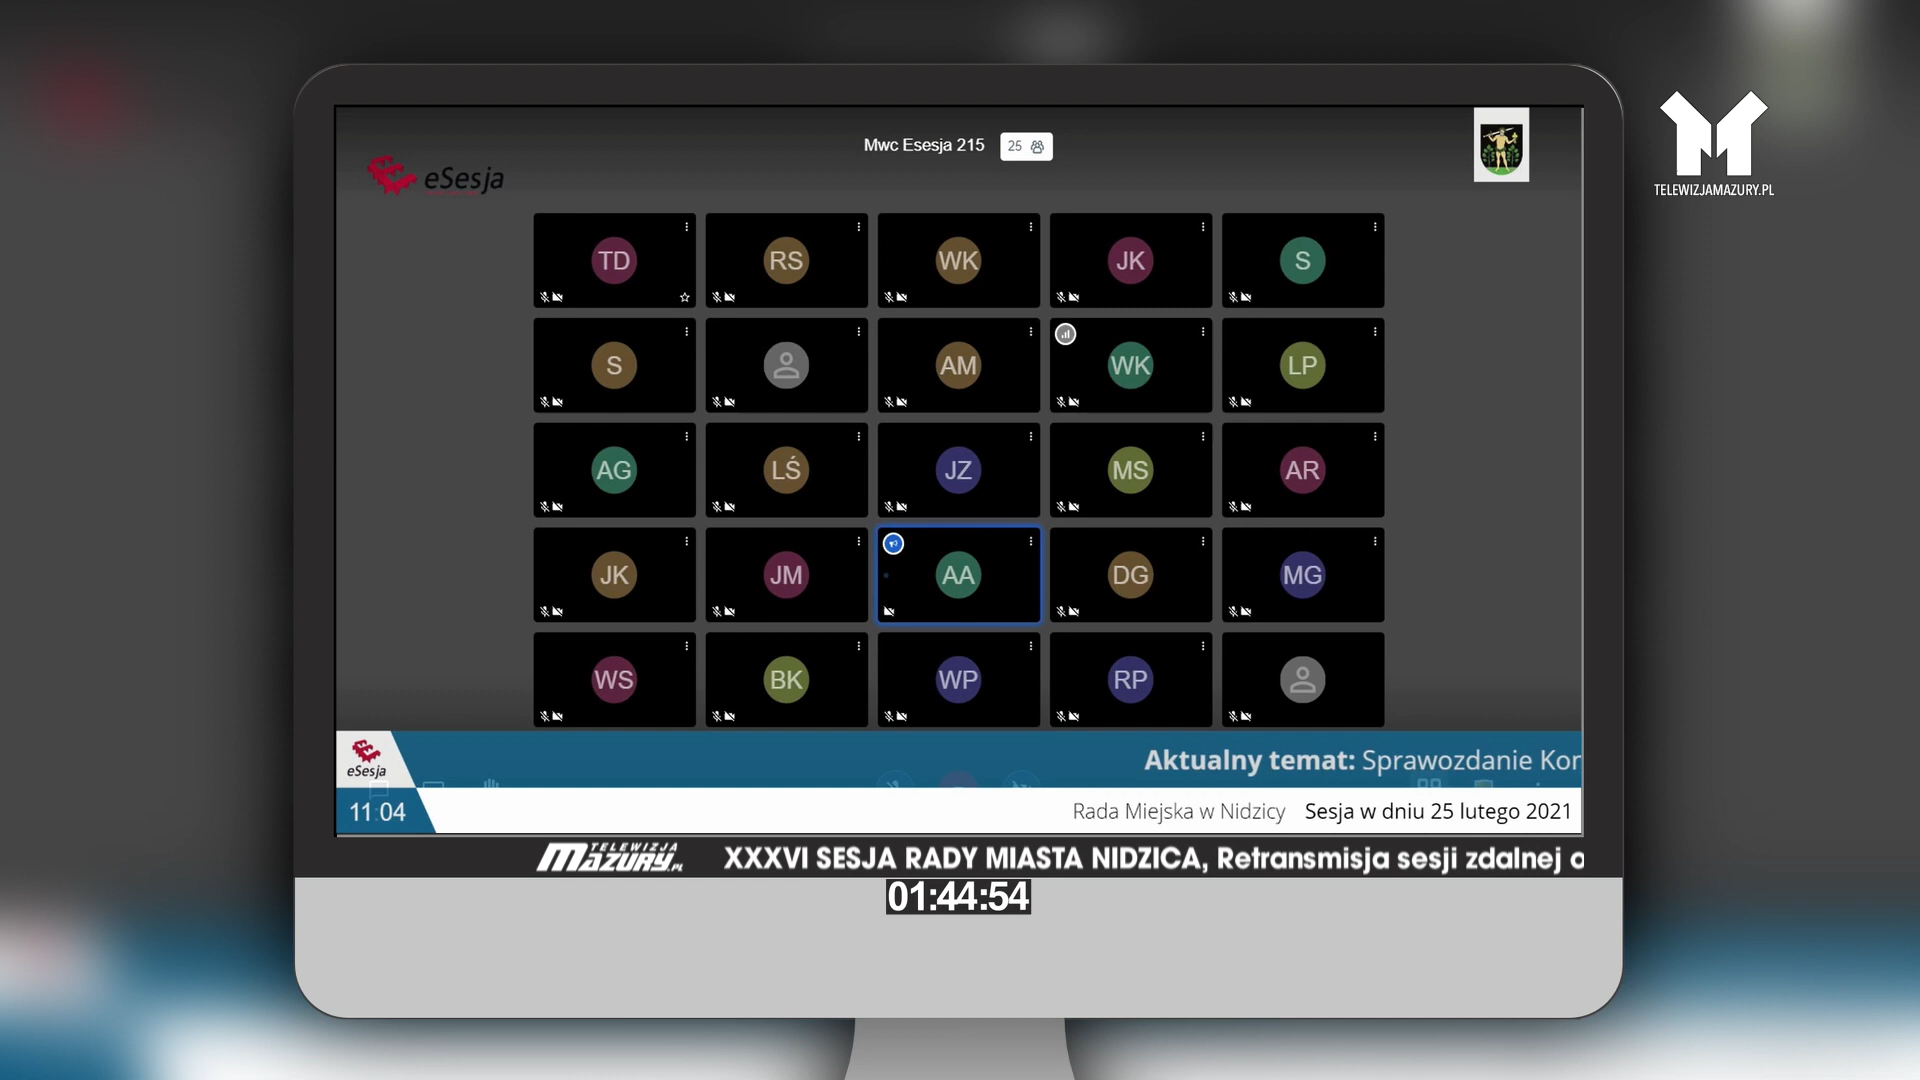 Mwc Esesja 215 25
eSesja
TELEWIZJAMAZURY.PL
TD RS WK JK S
S AM WK LP
AG LŚ JZ MS AR
JK JM AA DG MG
WS BK WP RP
Aktualny temat: Sprawozdanie Kor
eSesja
11:04
Rada Miejska w Nidzicy Sesja w dniu 25 lutego 2021
TELEWIZJA
MAZURY.PL
XXXVI SESJA RADY MIASTA NIDZICA, Retransmisja sesji zdalnej o
01:44:54